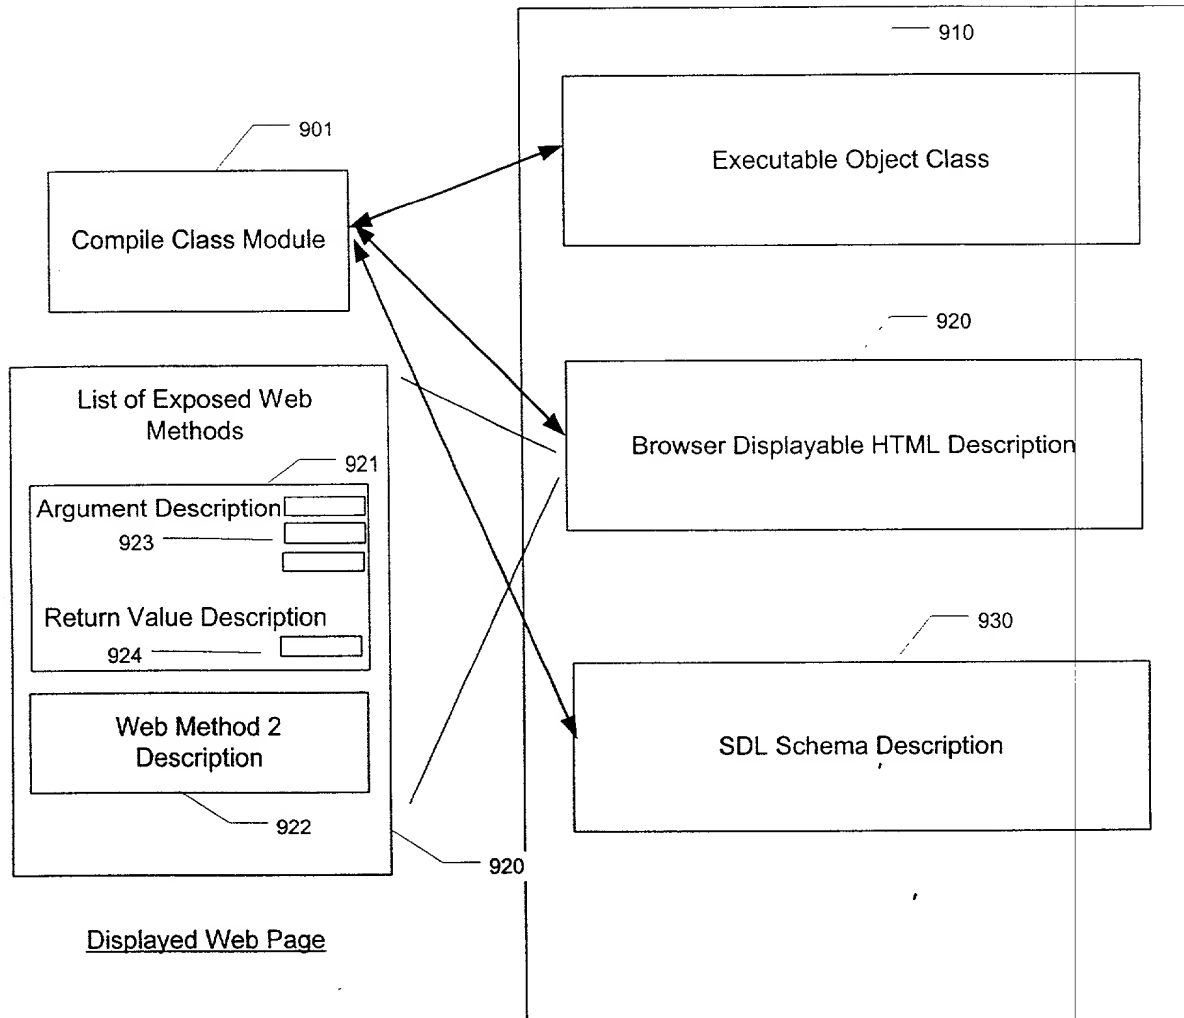 910
Executable Object Class
901
Compile Class Module
920
Browser Displayable HTML Description
List of Exposed Web
Methods
921
Argument Description
923
Return Value Description
924
Web Method 2
Description
922
920
930
SDL Schema Description
Displayed Web Page